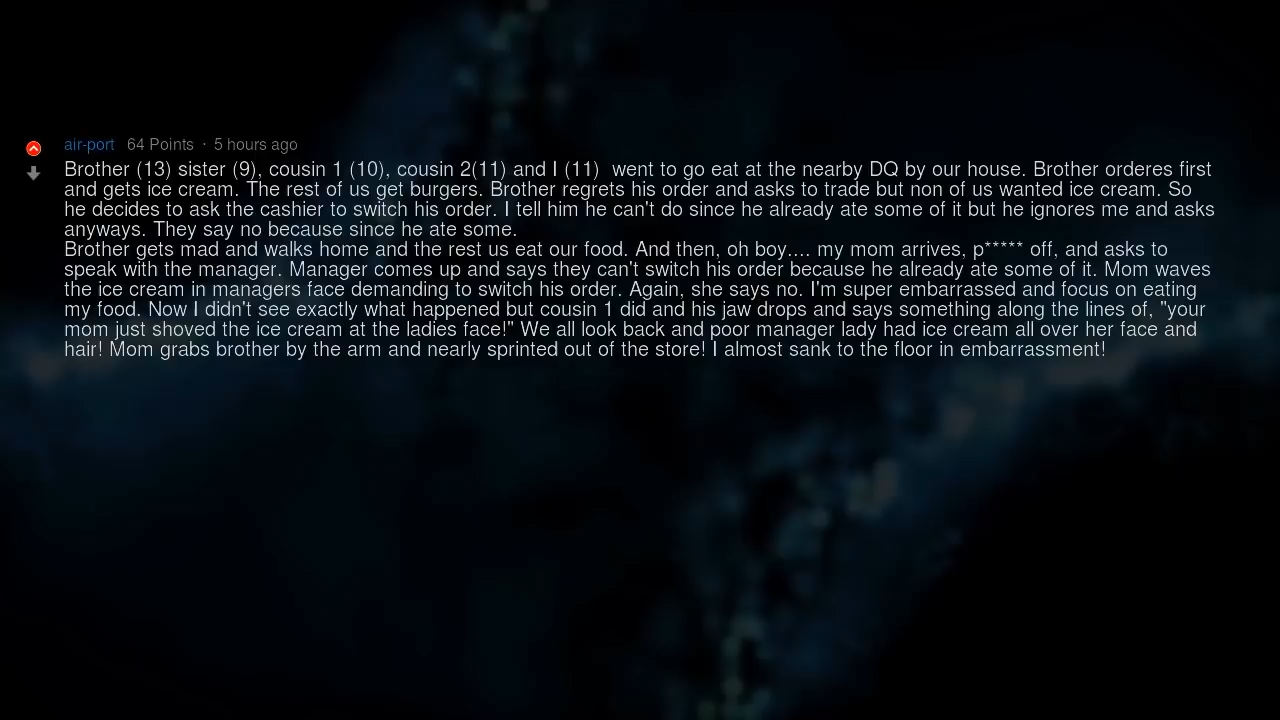 air-port 64 Points · 5 hours ago
Brother (13) sister (9), cousin 1 (10), cousin 2(11) and I (11)  went to go eat at the nearby DQ by our house. Brother orderes first
and gets ice cream. The rest of us get burgers. Brother regrets his order and asks to trade but non of us wanted ice cream. So
he decides to ask the cashier to switch his order. I tell him he can't do since he already ate some of it but he ignores me and asks
anyways. They say no because since he ate some.
Brother gets mad and walks home and the rest us eat our food. And then, oh boy.... my mom arrives, p***** off, and asks to
speak with the manager. Manager comes up and says they can't switch his order because he already ate some of it. Mom waves
the ice cream in managers face demanding to switch his order. Again, she says no. I'm super embarrassed and focus on eating
my food. Now I didn't see exactly what happened but cousin 1 did and his jaw drops and says something along the lines of, "your
mom just shoved the ice cream at the ladies face!" We all look back and poor manager lady had ice cream all over her face and
hair! Mom grabs brother by the arm and nearly sprinted out of the store! I almost sank to the floor in embarrassment!